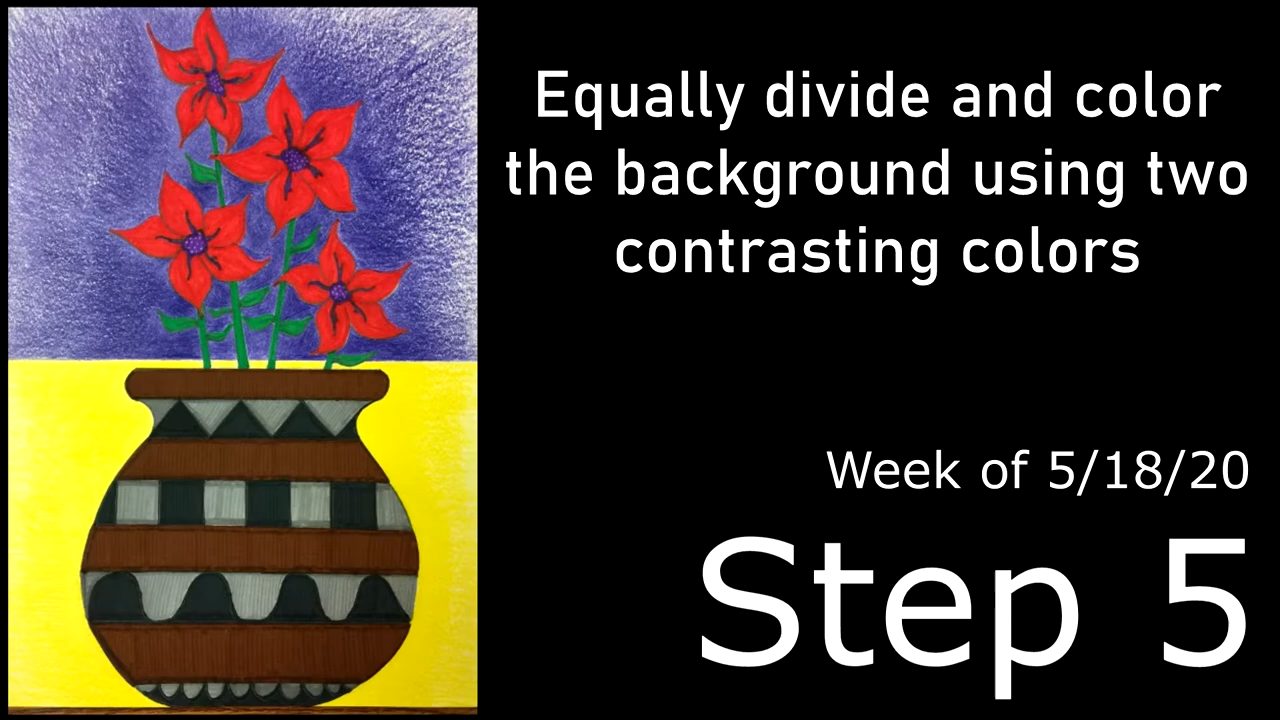 Equally divide and color
the background using two
contrasting colors
Week of 5/18/20
Step 5